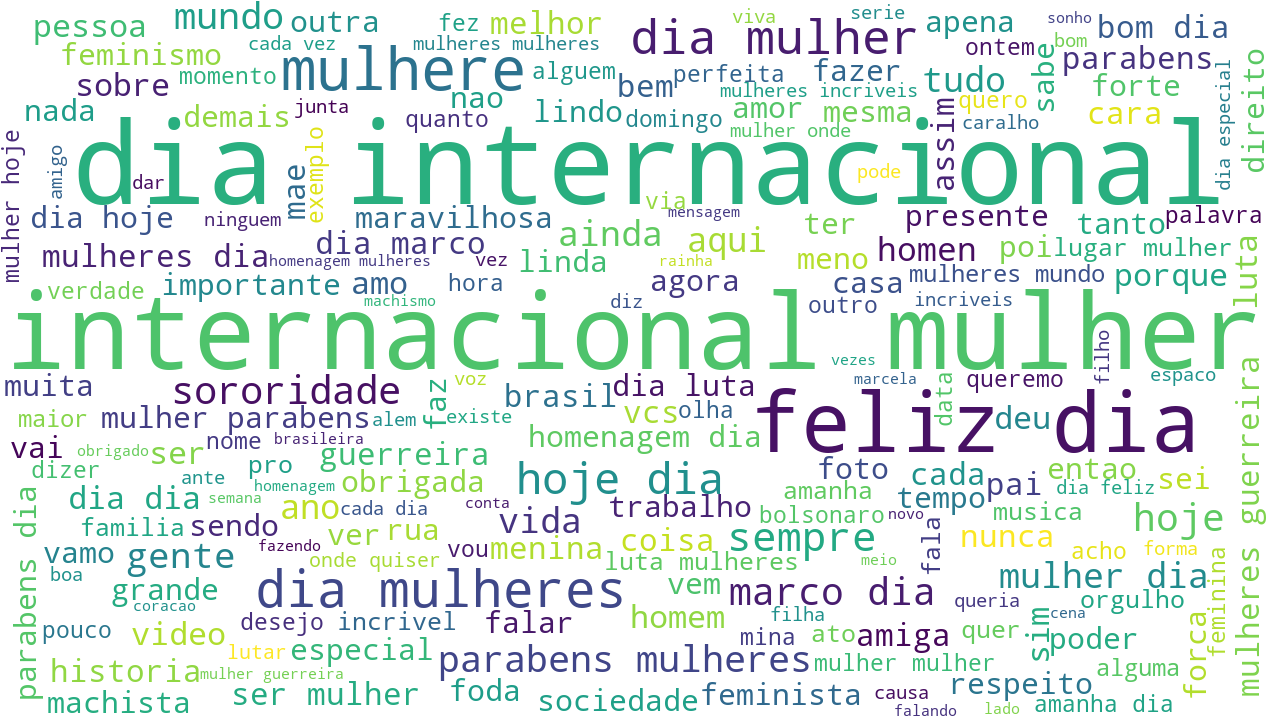 pessoa
mundo
outra
fez
melhor
viva
serie
apena
sonho
bom dia
feminismo
cada vez
mulheres mulheres
dia mulher
ontem
bom
parabens
sobre
momento
mulhere
alguem
bem
perfeita
fazer
tudo
sabe
forte
direito
dia especial
nada
demais
junta
nao
quanto
lindo
domingo
mulheres incriveis
amor
mesma
mulher onde
quero
caralho
assim
cara
mulher hoje
amigo
dar
mae
exemplo
dia internacional
pode
dia hoje
ninguem
maravilhosa
via
mensagem
ter
presente
tanto
palavra
mulheres dia
homenagem mulheres
dia marco
vez
linda
ainda
aqui
rainha
meno
homen
poi
lugar mulher
verdade
importante
amo
machismo
hora
diz
agora
casa
outro
mulheres mundo
incriveis
porque
luta
internacional mulher
vezes
filho
muita
sororidade
faz
voz
brasil
dia luta
marcela
data
queremo
espaco
maior
mulher parabens
alem
existe
vcs
olha
feliz dia
deu
vai
obrigado
ser
nome
brasileira
homenagem dia
guerreira
dizer
ante
pro
homenagem
obrigada
hoje dia
foto
cada
entao
sei
pai
dia feliz
mulheres guerreira
parabens dia
dia dia
semana
ano
cada dia
conta
trabalho
amanha
bolsonaro
novo
tempo
musica
hoje
familia
sendo
ver
rua
vida
coisa
sempre
fala
nunca
acho
forma
vamo
gente
fazendo
onde quiser
vou
menina
luta mulheres
meio
boa
grande
coracao
dia mulheres
vem
marco dia
queria
mulher dia
cena
orgulho
feminina
pouco
video
desejo
incrivel
falar
homem
filha
mina
ato
amiga
quer
sim
poder
forca
historia
lutar
especial
mulher guerreira
parabens mulheres
mulher mulher
respeito
alguma
machista
ser mulher
foda
sociedade
feminista
causa
falando
lado
amanha dia